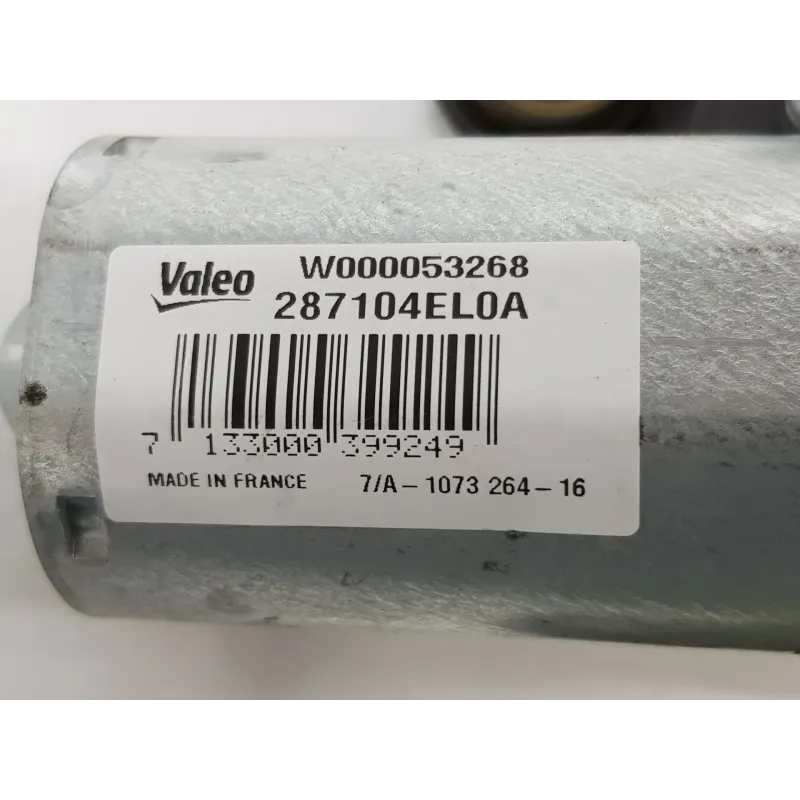 Valeo W000053268
287104EL0A
7 133000 399249
MADE IN FRANCE 7/A-1073 264-16